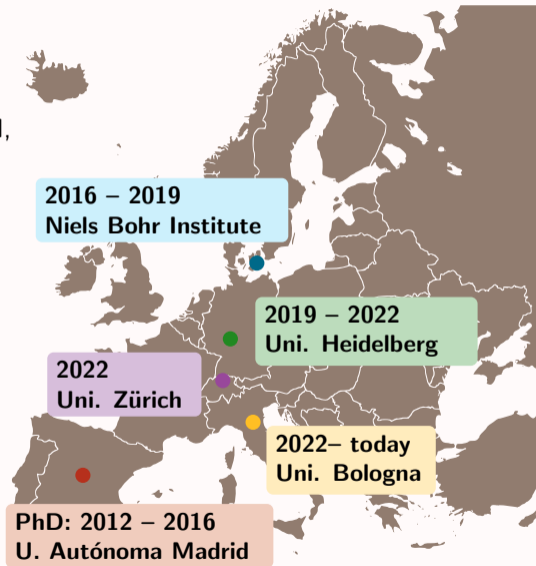 2016 – 2019
Niels Bohr Institute
2019 – 2022
Uni. Heidelberg
2022
Uni. Zürich
2022– today
Uni. Bologna
PhD: 2012 – 2016
U. Autónoma Madrid